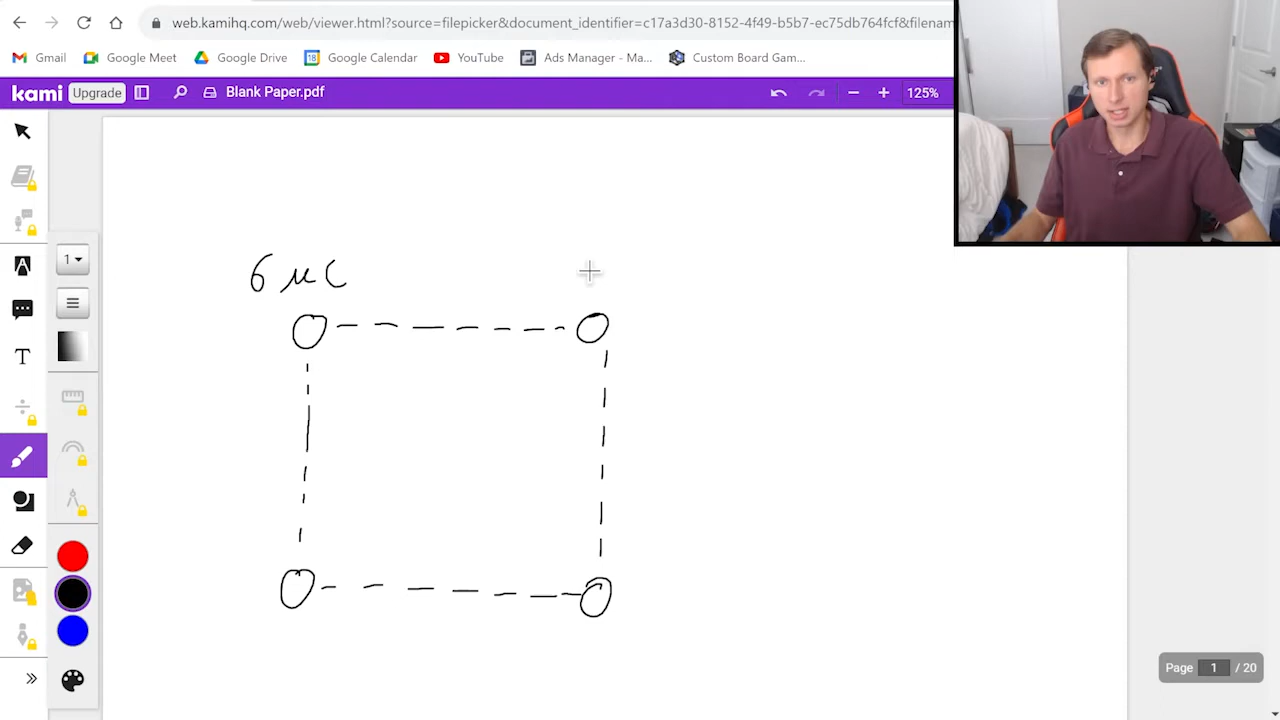 web.kamihq.com/web/viewer.html?source=filepicker&document_identifier=c17a3d30-8152-4f49-b5b7-ec75db764fcf&filenam
Gmail Google Meet Google Drive 18 Google Calendar YouTube Ads Manager - Ma... Custom Board Gam...
kami Upgrade Blank Paper.pdf 125%
1
T
6 μC
Page 1 / 20